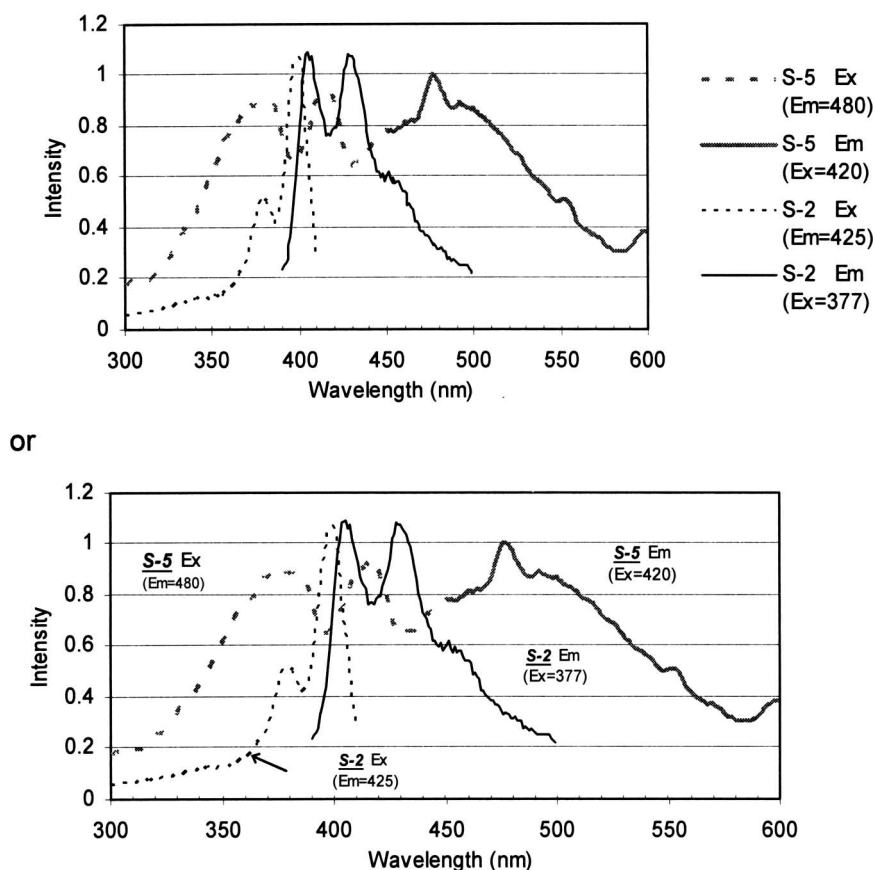 1.2
1
0.8
0.6
0.4
0.2
0
Intensity
300 350 400 450 500 550 600
Wavelength (nm)
S-5 Ex
(Em=480)
S-5 Em
(Ex=420)
S-2 Ex
(Em=425)
S-2 Em
(Ex=377)
or
1.2
1
0.8
0.6
0.4
0.2
0
Intensity
S-5 Ex
(Em=480)
S-5 Em
(Ex=420)
S-2 Em
(Ex=377)
S-2 Ex
(Em=425)
300 350 400 450 500 550 600
Wavelength (nm)